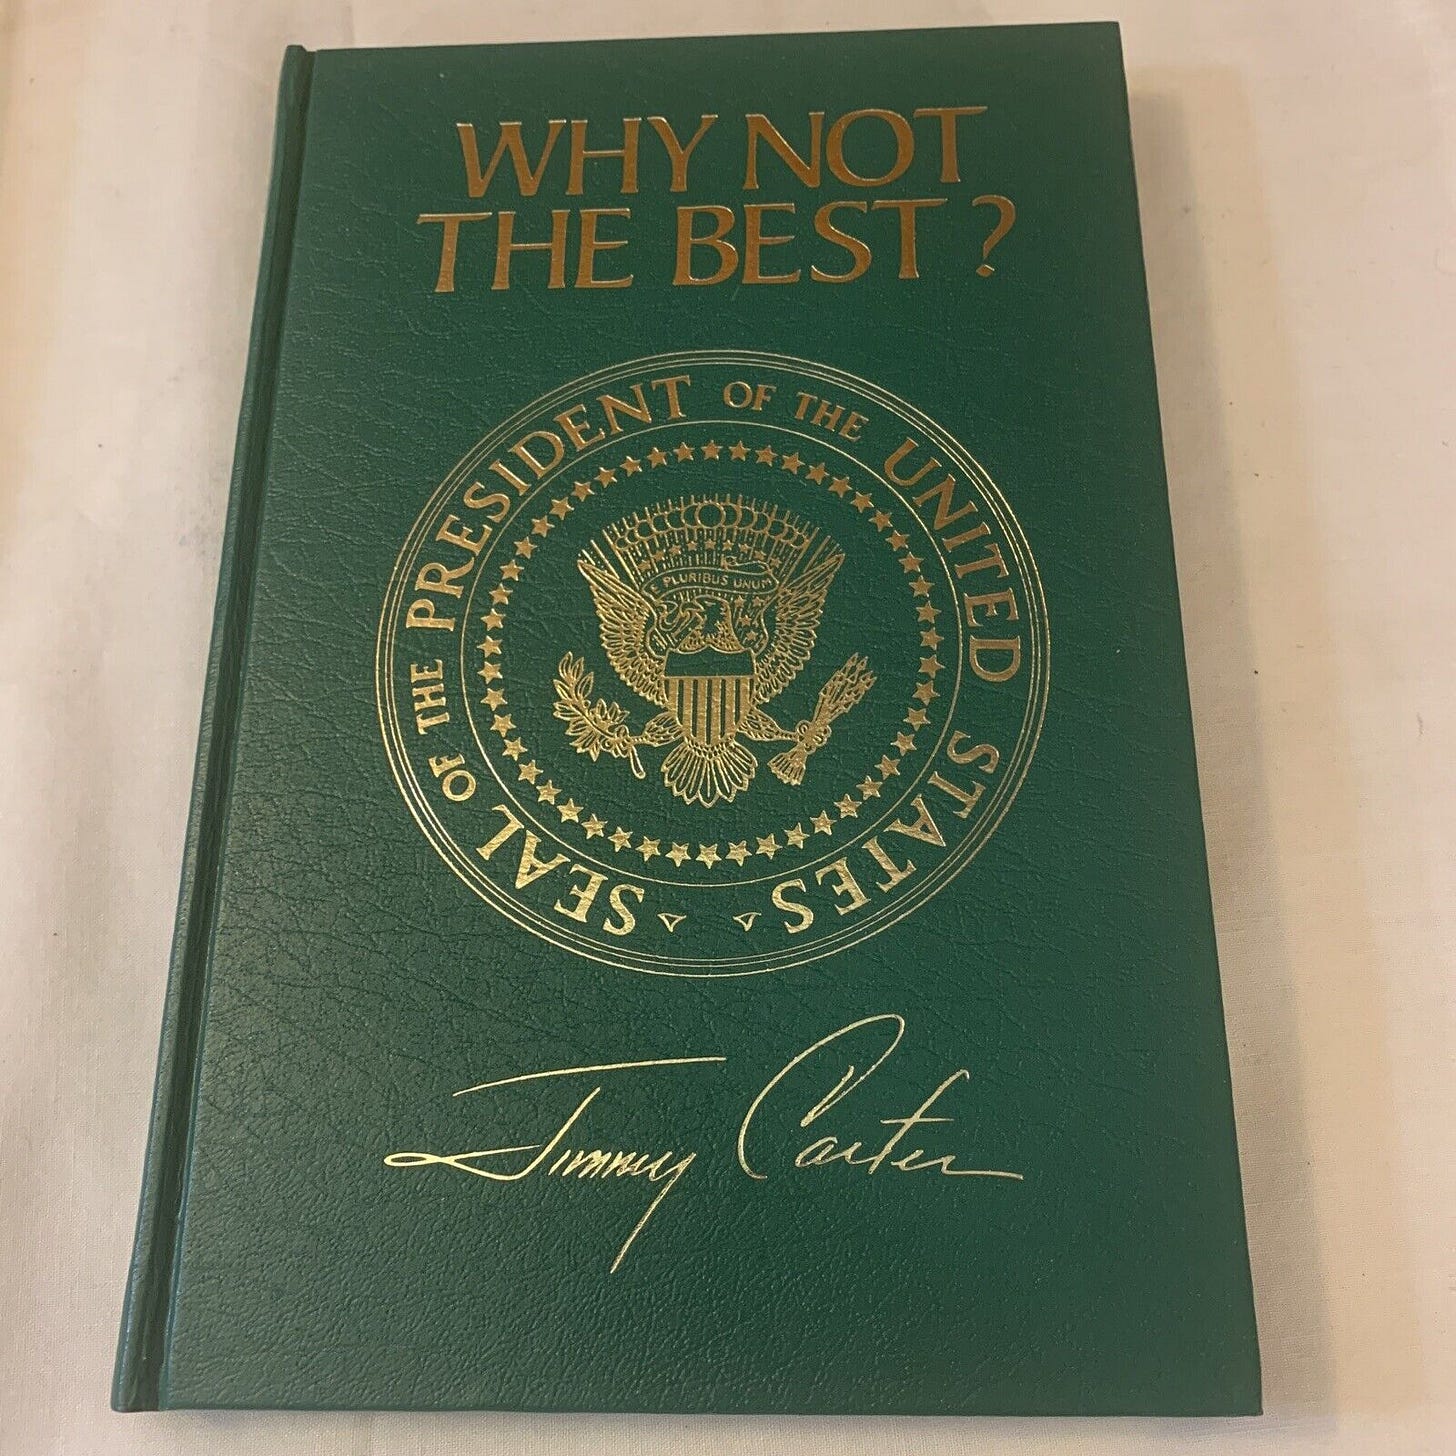 WHY NOT
THE BEST?
SEAL OF THE PRESIDENT OF THE UNITED STATES
E PLURIBUS UNUM
Jimmy Carter